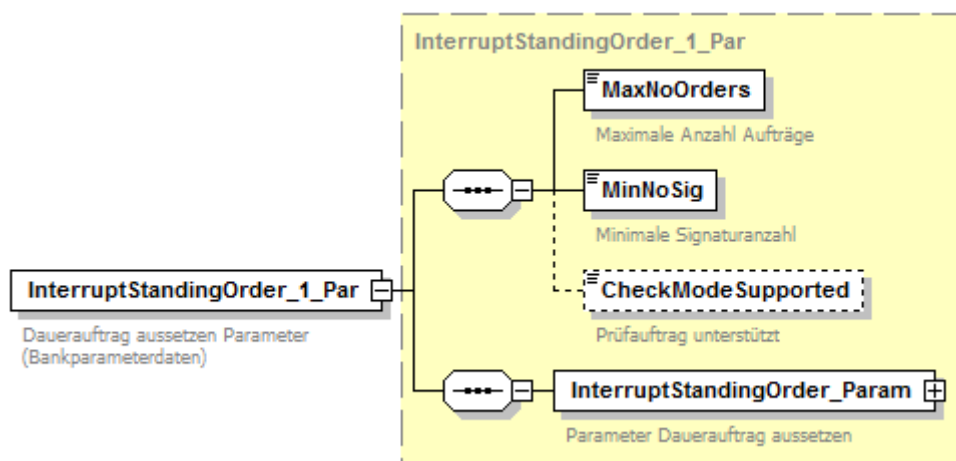 InterruptStandingOrder_1_Par
MaxNoOrders
Maximale Anzahl Aufträge
MinNoSig
Minimale Signaturanzahl
InterruptStandingOrder_1_Par
Dauerauftrag aussetzen Parameter
(Bankparameterdaten)
CheckModeSupported
Prüfauftrag unterstützt
InterruptStandingOrder_Param
Parameter Dauerauftrag aussetzen